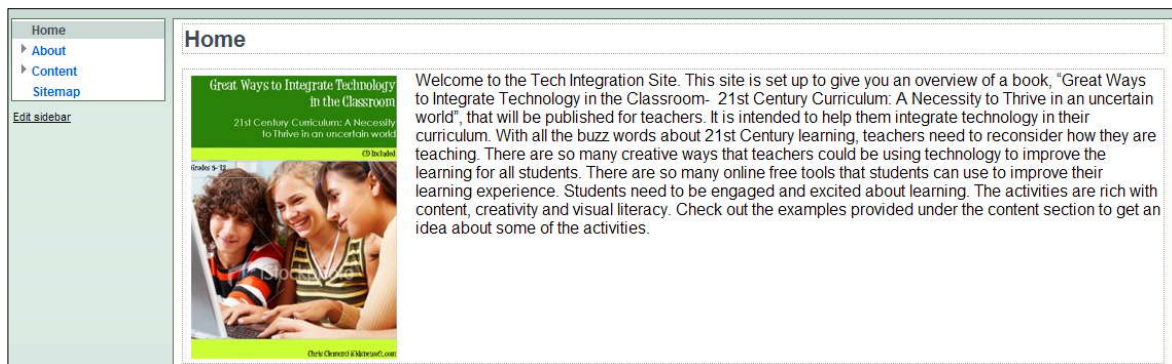 Home
About
Content
Sitemap
Edit sidebar
Home
Great Ways to Integrate Technology
in the Classroom
21st Century Curriculum: A Necessity
to Thrive in an uncertain world
CD Included
Grades 5-12
iStockphoto
Welcome to the Tech Integration Site. This site is set up to give you an overview of a book, “Great Ways
to Integrate Technology in the Classroom- 21st Century Curriculum: A Necessity to Thrive in an uncertain
world”, that will be published for teachers. It is intended to help them integrate technology in their
curriculum. With all the buzz words about 21st Century learning, teachers need to reconsider how they are
teaching. There are so many creative ways that teachers could be using technology to improve the
learning for all students. There are so many online free tools that students can use to improve their
learning experience. Students need to be engaged and excited about learning. The activities are rich with
content, creativity and visual literacy. Check out the examples provided under the content section to get an
idea about some of the activities.